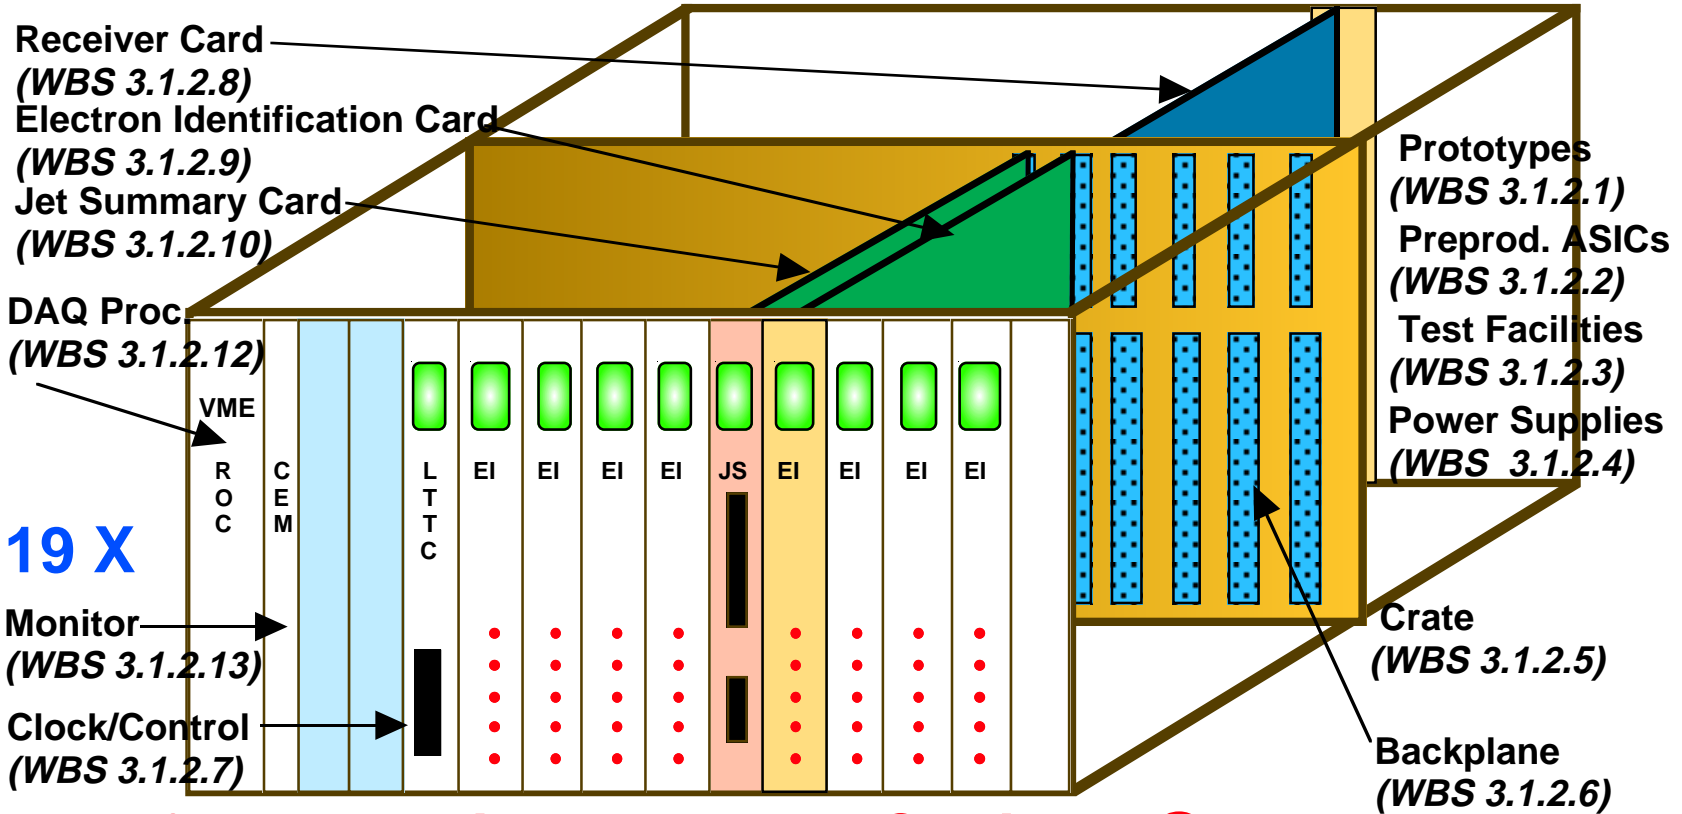 Receiver Card
(WBS 3.1.2.8)
Electron Identification Card
(WBS 3.1.2.9)
Jet Summary Card
(WBS 3.1.2.10)
DAQ Proc.
(WBS 3.1.2.12)
19 X
Monitor
(WBS 3.1.2.13)
Clock/Control
(WBS 3.1.2.7)
VME
ROC
CEM
LTTC
EI
EI
EI
EI
JS
EI
EI
EI
EI
Prototypes
(WBS 3.1.2.1)
Preprod. ASICs
(WBS 3.1.2.2)
Test Facilities
(WBS 3.1.2.3)
Power Supplies
(WBS 3.1.2.4)
Crate
(WBS 3.1.2.5)
Backplane
(WBS 3.1.2.6)